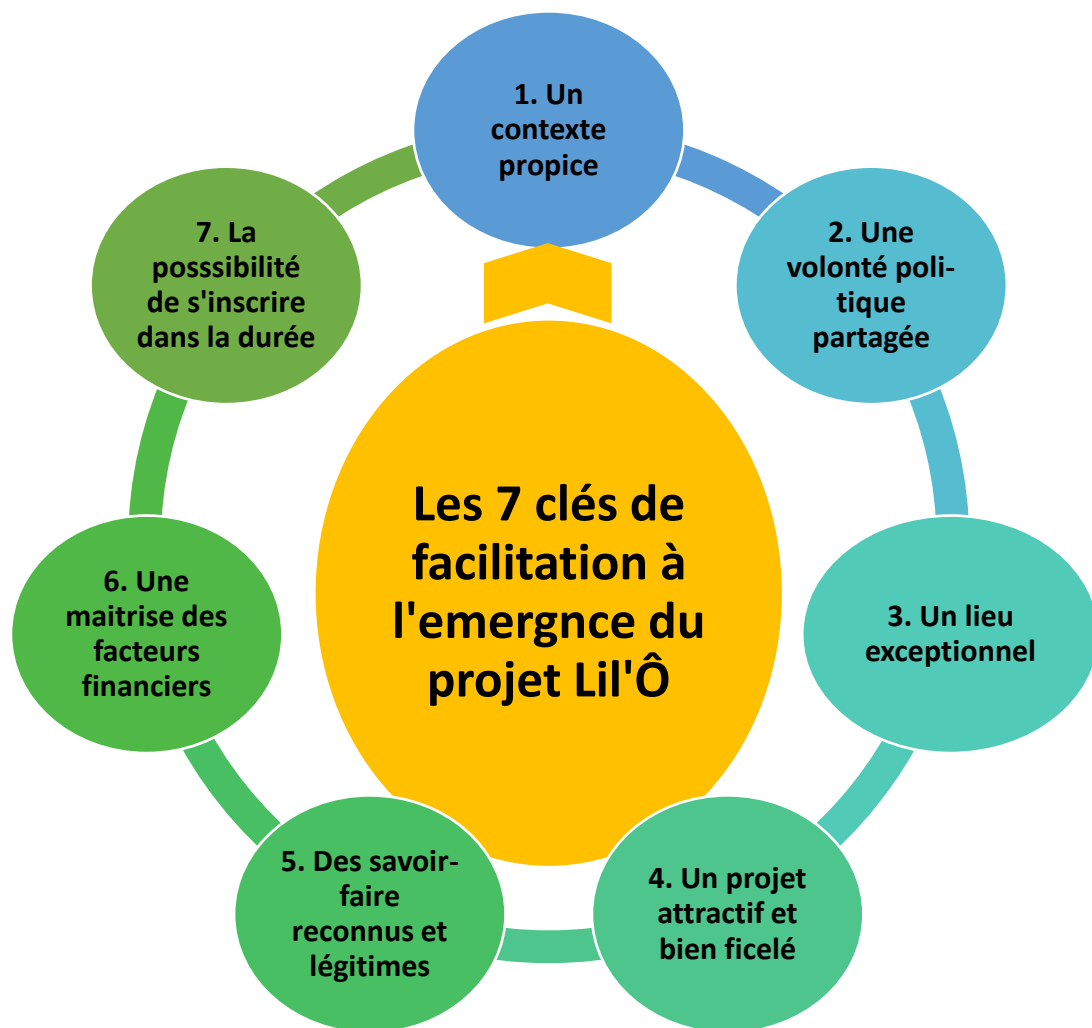 1. Un
contexte
propice
2. Une
volonté poli-
tique
partagée
3. Un lieu
exceptionnel
4. Un projet
attractif et
bien ficelé
5. Des savoir-
faire
reconnus et
légitimes
6. Une
maitrise des
facteurs
financiers
7. La
posssibilité
de s'inscrire
dans la durée
Les 7 clés de
facilitation à
l'emergnce du
projet Lil'Ô